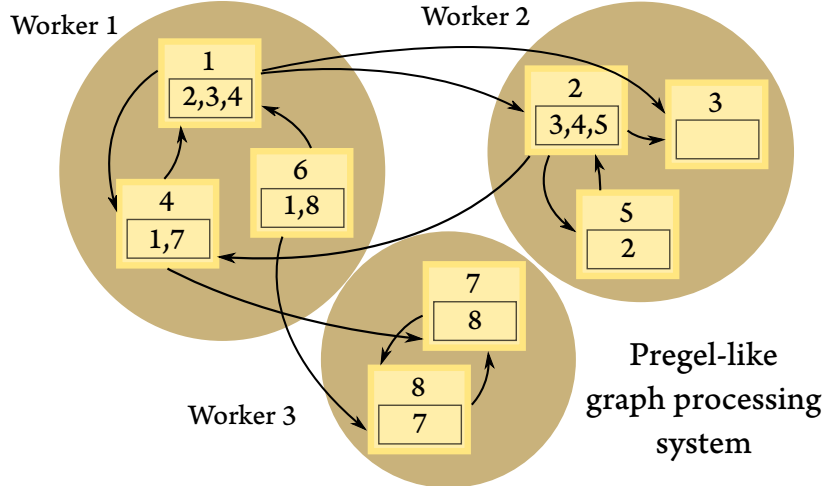 Worker 1
1
2,3,4
6
1,8
4
1,7
Worker 2
2
3,4,5
3
5
2
Worker 3
7
8
8
7
Pregel-like
graph processing
system